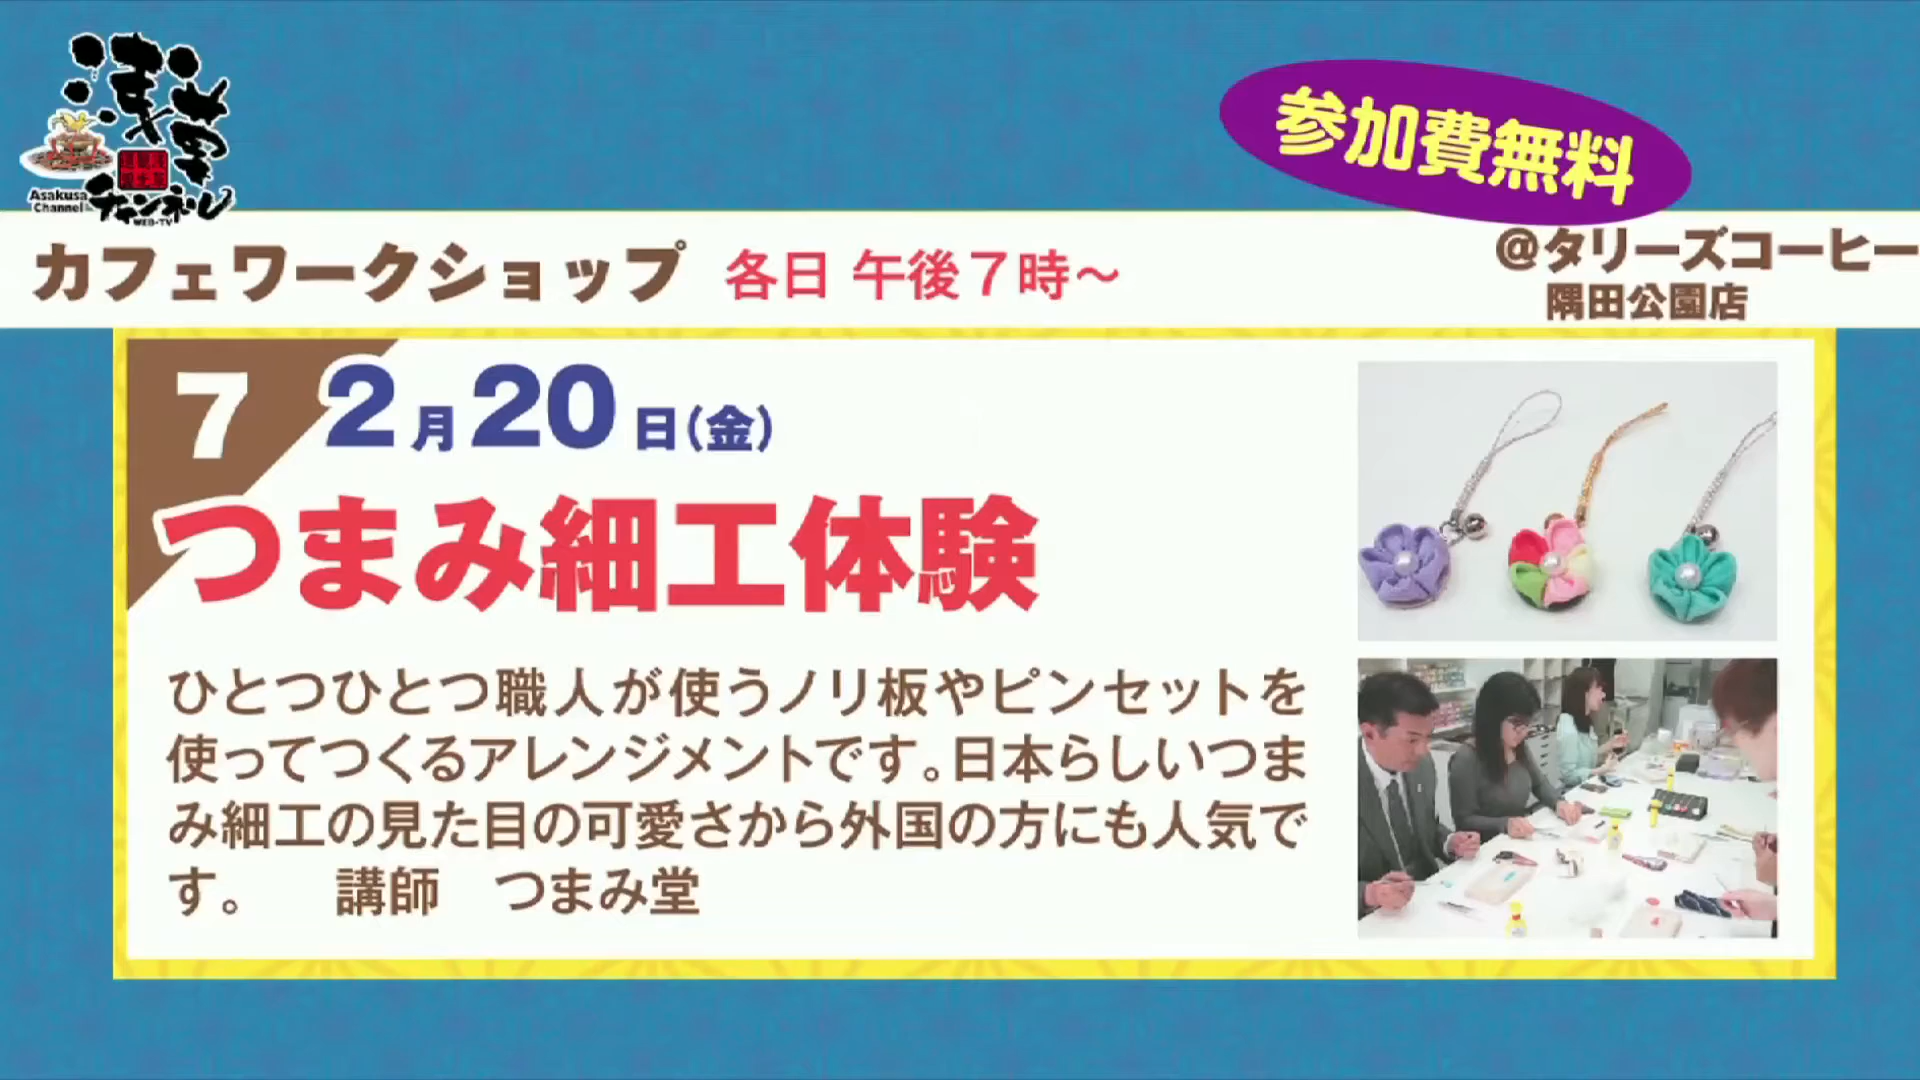 浅草
チャンネル
Asakusa
Channel
WEB-TV
参加費無料
カフェワークショップ 各日 午後7時〜
@タリーズコーヒー
隅田公園店
7 2月20日(金)
つまみ細工体験
ひとつひとつ職人が使うノリ板やピンセットを
使ってつくるアレンジメントです。日本らしいつま
み細工の見た目の可愛さから外国の方にも人気で
す。 講師 つまみ堂